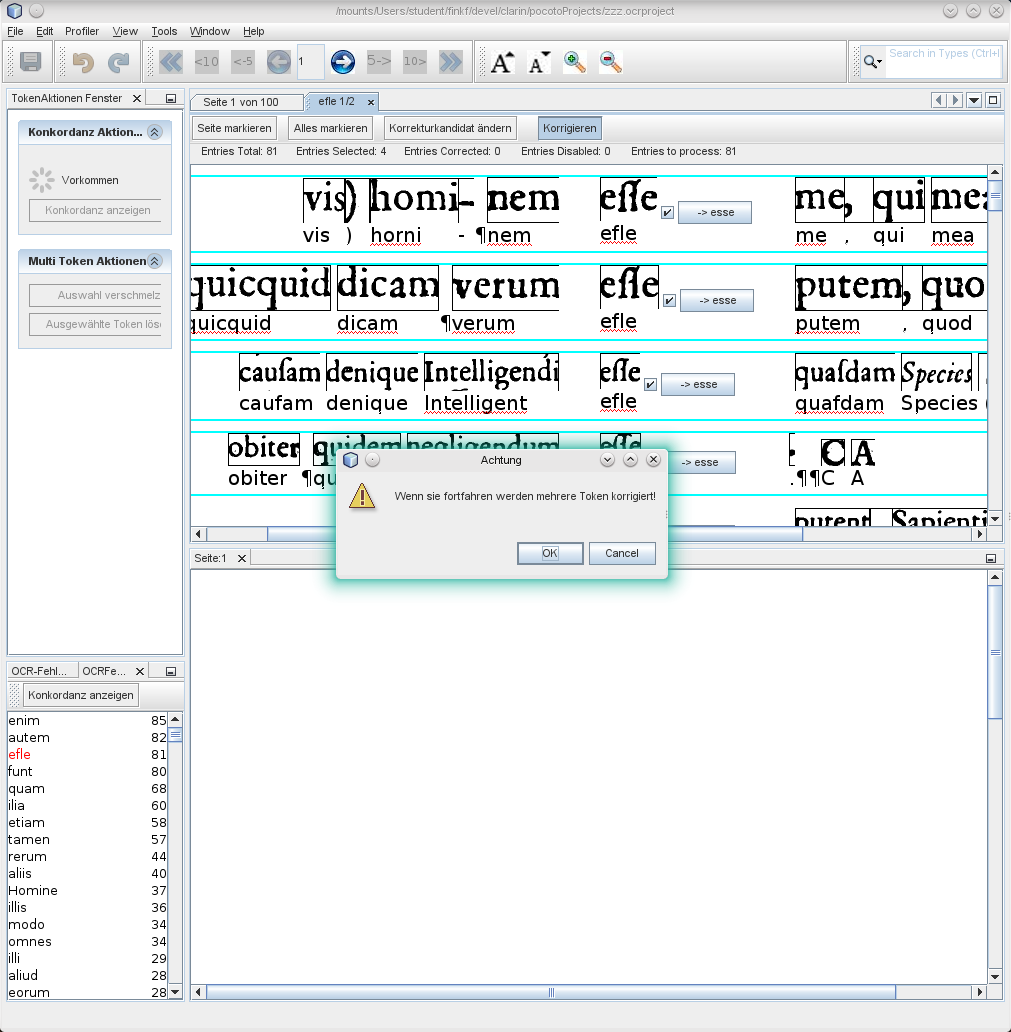 /mounts/Users/student/finkf/devel/clarin/pocotoProjects/zzz.ocrproject
File Edit Profiler View Tools Window Help
<10 <-5 1 5-> 10> A A Search in Types (Ctrl+I
TokenAktionen Fenster
Konkordanz Aktion...
Vorkommen
Konkordanz anzeigen
Multi Token Aktionen
Auswahl verschmelz
Ausgewählte Token lös
Seite 1 von 100 efle 1/2
Seite markieren Alles markieren Korrekturkandidat ändern Korrigieren
Entries Total: 81 Entries Selected: 4 Entries Corrected: 0 Entries Disabled: 0 Entries to process: 81
vis) homi- nem eſſe -> esse me, qui mea
vis ) horni - ¶nem efle me , qui mea
quicquid dicam verum eſſe -> esse putem, quo
quicquid dicam ¶verum efle putem , quod
cáuſam denique Intelligendi eſſe -> esse quaſdam Species
caufam denique Intelligent efle quafdam Species (
obiter quidem negligendum eſſe -> esse . C A
obiter ¶qu .¶¶C A
putent Sapienti
Achtung
Wenn sie fortfahren werden mehrere Token korrigiert!
OK Cancel
Seite:1
OCR-Fehl... OCRFe...
Konkordanz anzeigen
enim 85
autem 82
efle 81
funt 80
quam 68
ilia 60
etiam 58
tamen 57
rerum 44
aliis 40
Homine 37
illis 36
modo 34
omnes 34
illi 29
aliud 28
eorum 28